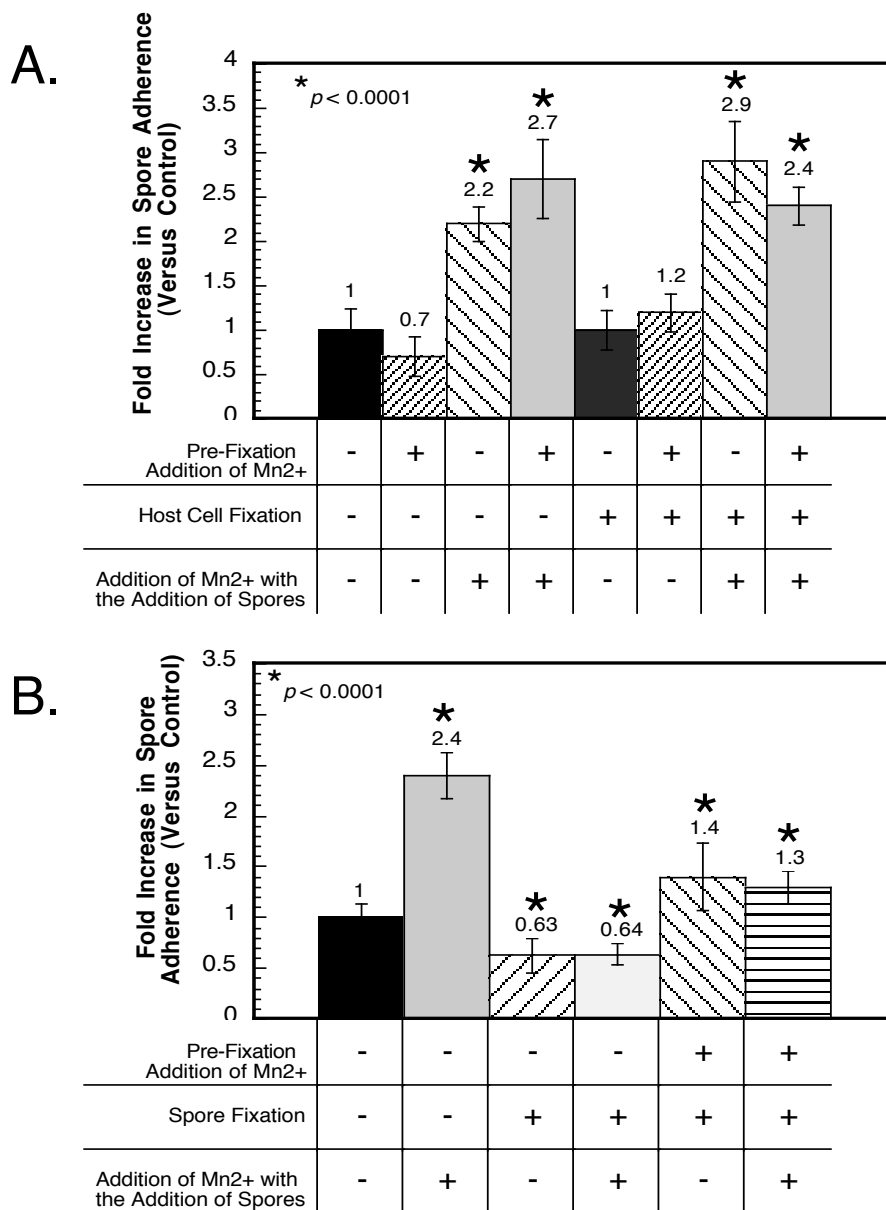 A.
Fold Increase in Spore Adherence
(Versus Control)
4
3.5
3
2.5
2
1.5
1
0.5
0
*
p < 0.0001
1
0.7
*
2.2
*
2.7
1
1.2
*
2.9
*
2.4
Pre-Fixation
Addition of Mn2+
- + - + - + - +
Host Cell Fixation
- - - - + + + +
Addition of Mn2+ with
the Addition of Spores
- - + + - - + +
B.
Fold Increase in Spore
Adherence (Versus Control)
3.5
3
2.5
2
1.5
1
0.5
0
*
p < 0.0001
1
*
2.4
*
0.63
*
0.64
*
1.4
*
1.3
Pre-Fixation
Addition of Mn2+
- - - - + +
Spore Fixation
- - + + + +
Addition of Mn2+ with
the Addition of Spores
- + - + - +